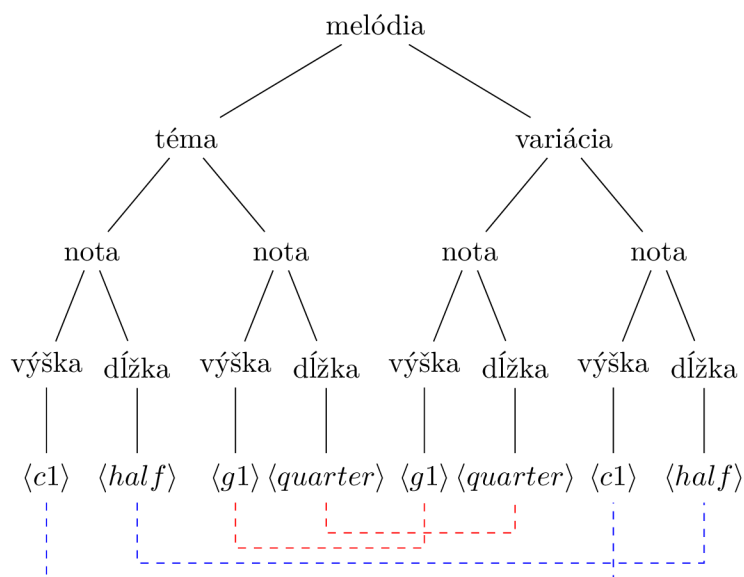 melódia
téma variácia
nota nota nota nota
výška dĺžka výška dĺžka výška dĺžka výška dĺžka
⟨c1⟩ ⟨half⟩ ⟨g1⟩ ⟨quarter⟩ ⟨g1⟩ ⟨quarter⟩ ⟨c1⟩ ⟨half⟩